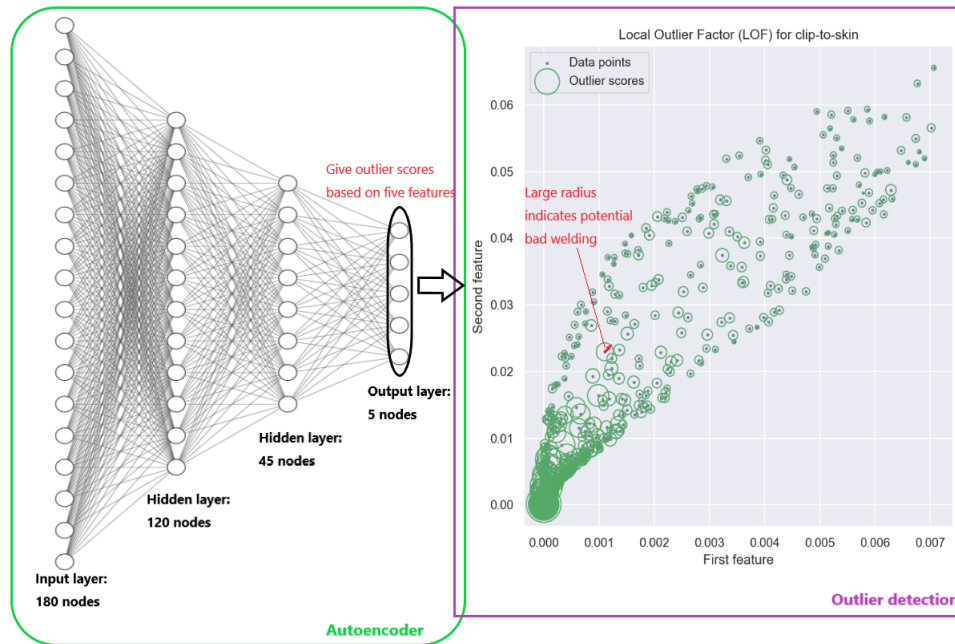 Give outlier scores
based on five features
Output layer:
5 nodes
Hidden layer:
45 nodes
Hidden layer:
120 nodes
Input layer:
180 nodes
Autoencoder
Local Outlier Factor (LOF) for clip-to-skin
Data points
Outlier scores
Large radius
indicates potential
bad welding
Second feature
0.06
0.05
0.04
0.03
0.02
0.01
0.00
0.000 0.001 0.002 0.003 0.004 0.005 0.006 0.007
First feature
Outlier detection